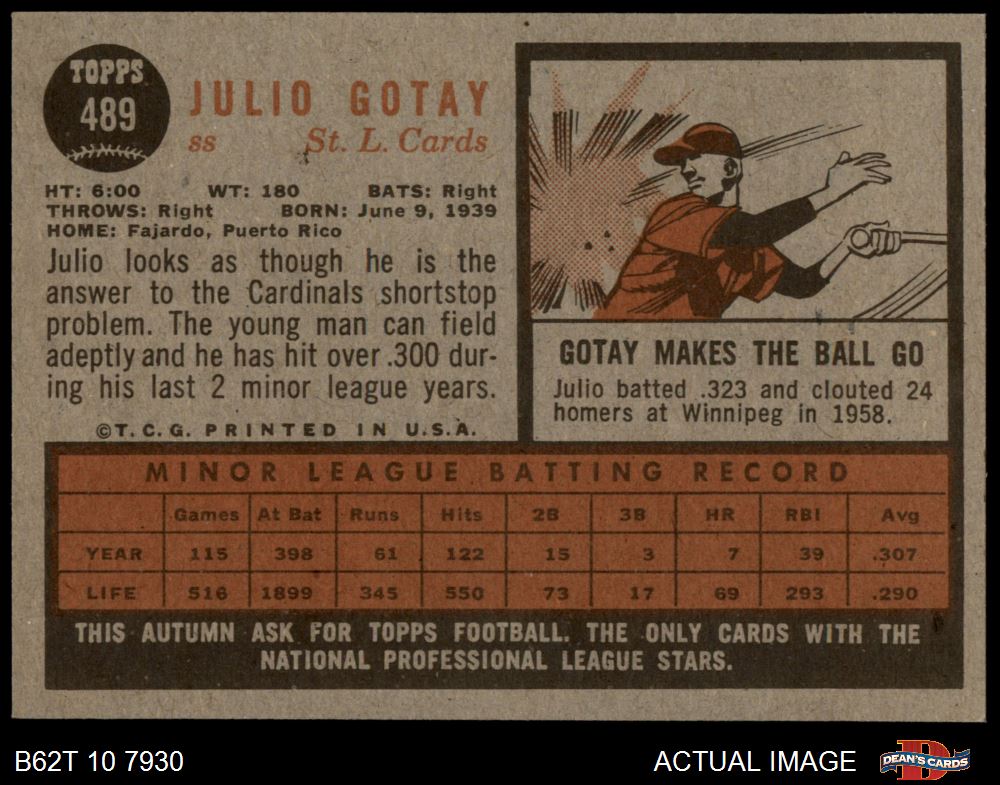 TOPPS
489
JULIO GOTAY
ss St. L. Cards
HT: 6:00 WT: 180 BATS: Right
THROWS: Right BORN: June 9, 1939
HOME: Fajardo, Puerto Rico
Julio looks as though he is the
answer to the Cardinals shortstop
problem. The young man can field
adeptly and he has hit over .300 dur-
ing his last 2 minor league years.
©T.C.G. PRINTED IN U.S.A.
GOTAY MAKES THE BALL GO
Julio batted .323 and clouted 24
homers at Winnipeg in 1958.
MINOR LEAGUE BATTING RECORD
Games At Bat Runs Hits 2B 3B HR RBI Avg
YEAR 115 398 61 122 15 3 7 39 .307
LIFE 516 1899 345 550 73 17 69 293 .290
THIS AUTUMN ASK FOR TOPPS FOOTBALL. THE ONLY CARDS WITH THE
NATIONAL PROFESSIONAL LEAGUE STARS.
B62T 10 7930 ACTUAL IMAGE D DEAN'S CARDS